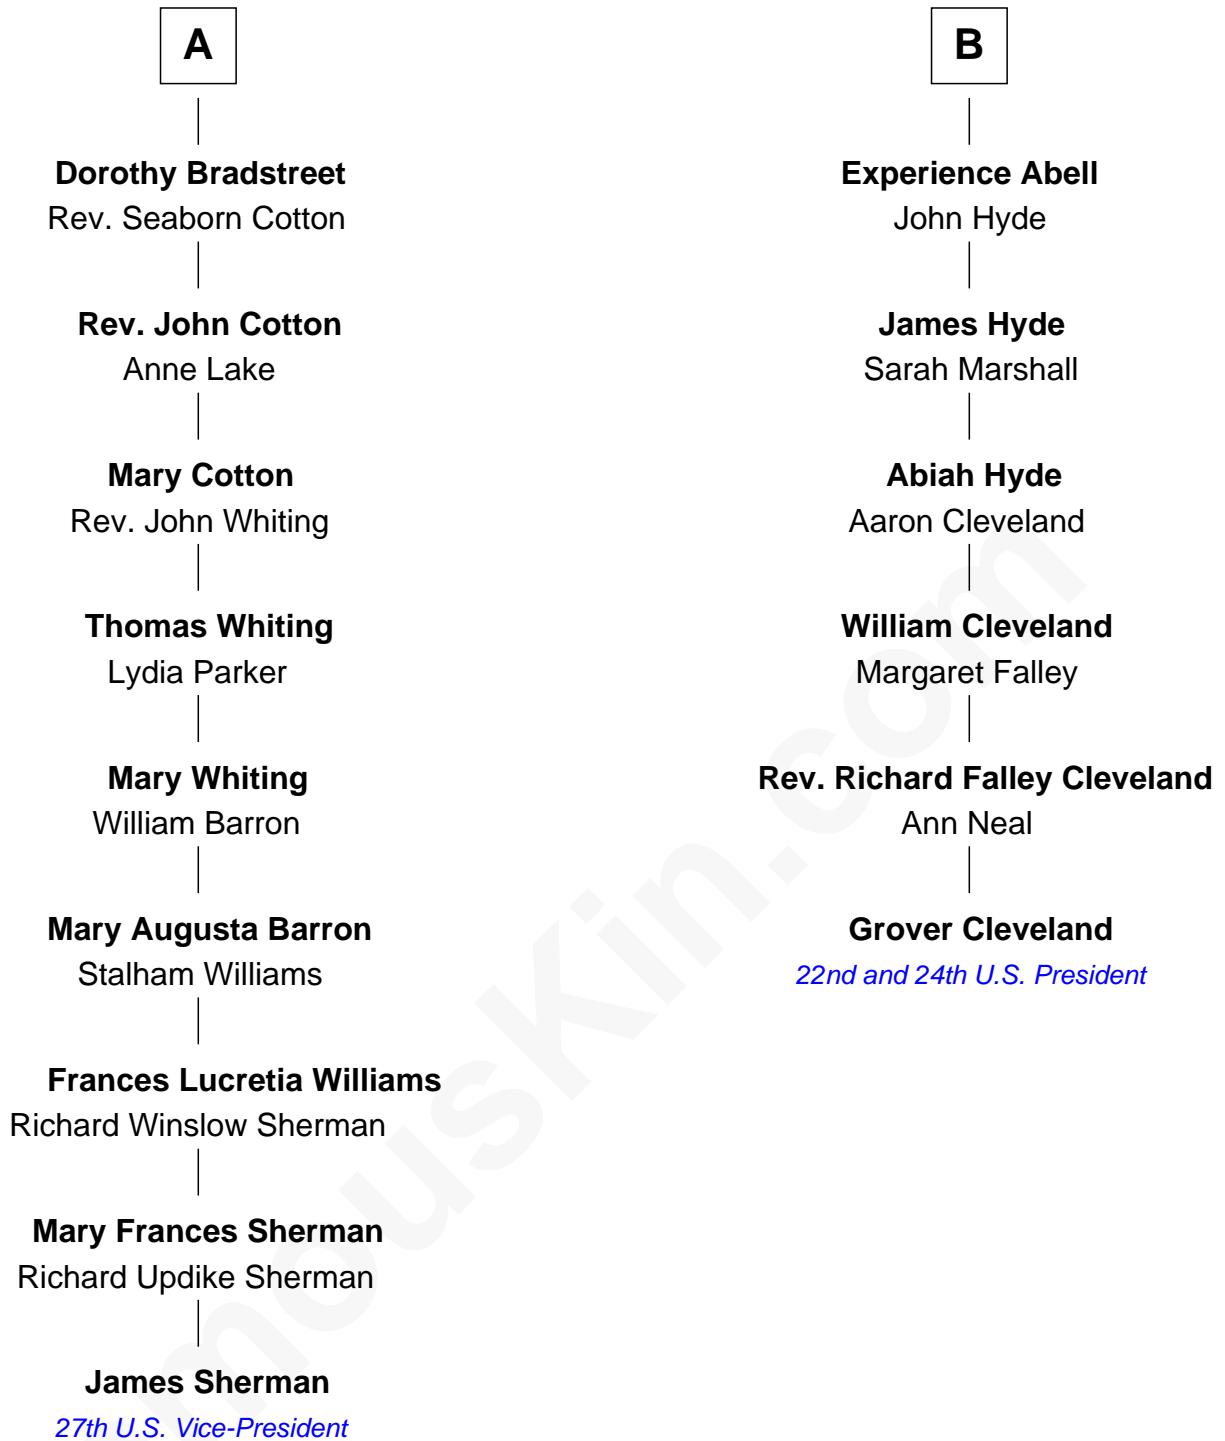 A
Dorothy Bradstreet
Rev. Seaborn Cotton
Rev. John Cotton
Anne Lake
Mary Cotton
Rev. John Whiting
Thomas Whiting
Lydia Parker
Mary Whiting
William Barron
Mary Augusta Barron
Stalham Williams
Frances Lucretia Williams
Richard Winslow Sherman
Mary Frances Sherman
Richard Updike Sherman
James Sherman
27th U.S. Vice-President
B
Experience Abell
John Hyde
James Hyde
Sarah Marshall
Abiah Hyde
Aaron Cleveland
William Cleveland
Margaret Falley
Rev. Richard Falley Cleveland
Ann Neal
Grover Cleveland
22nd and 24th U.S. President
mouskin.com